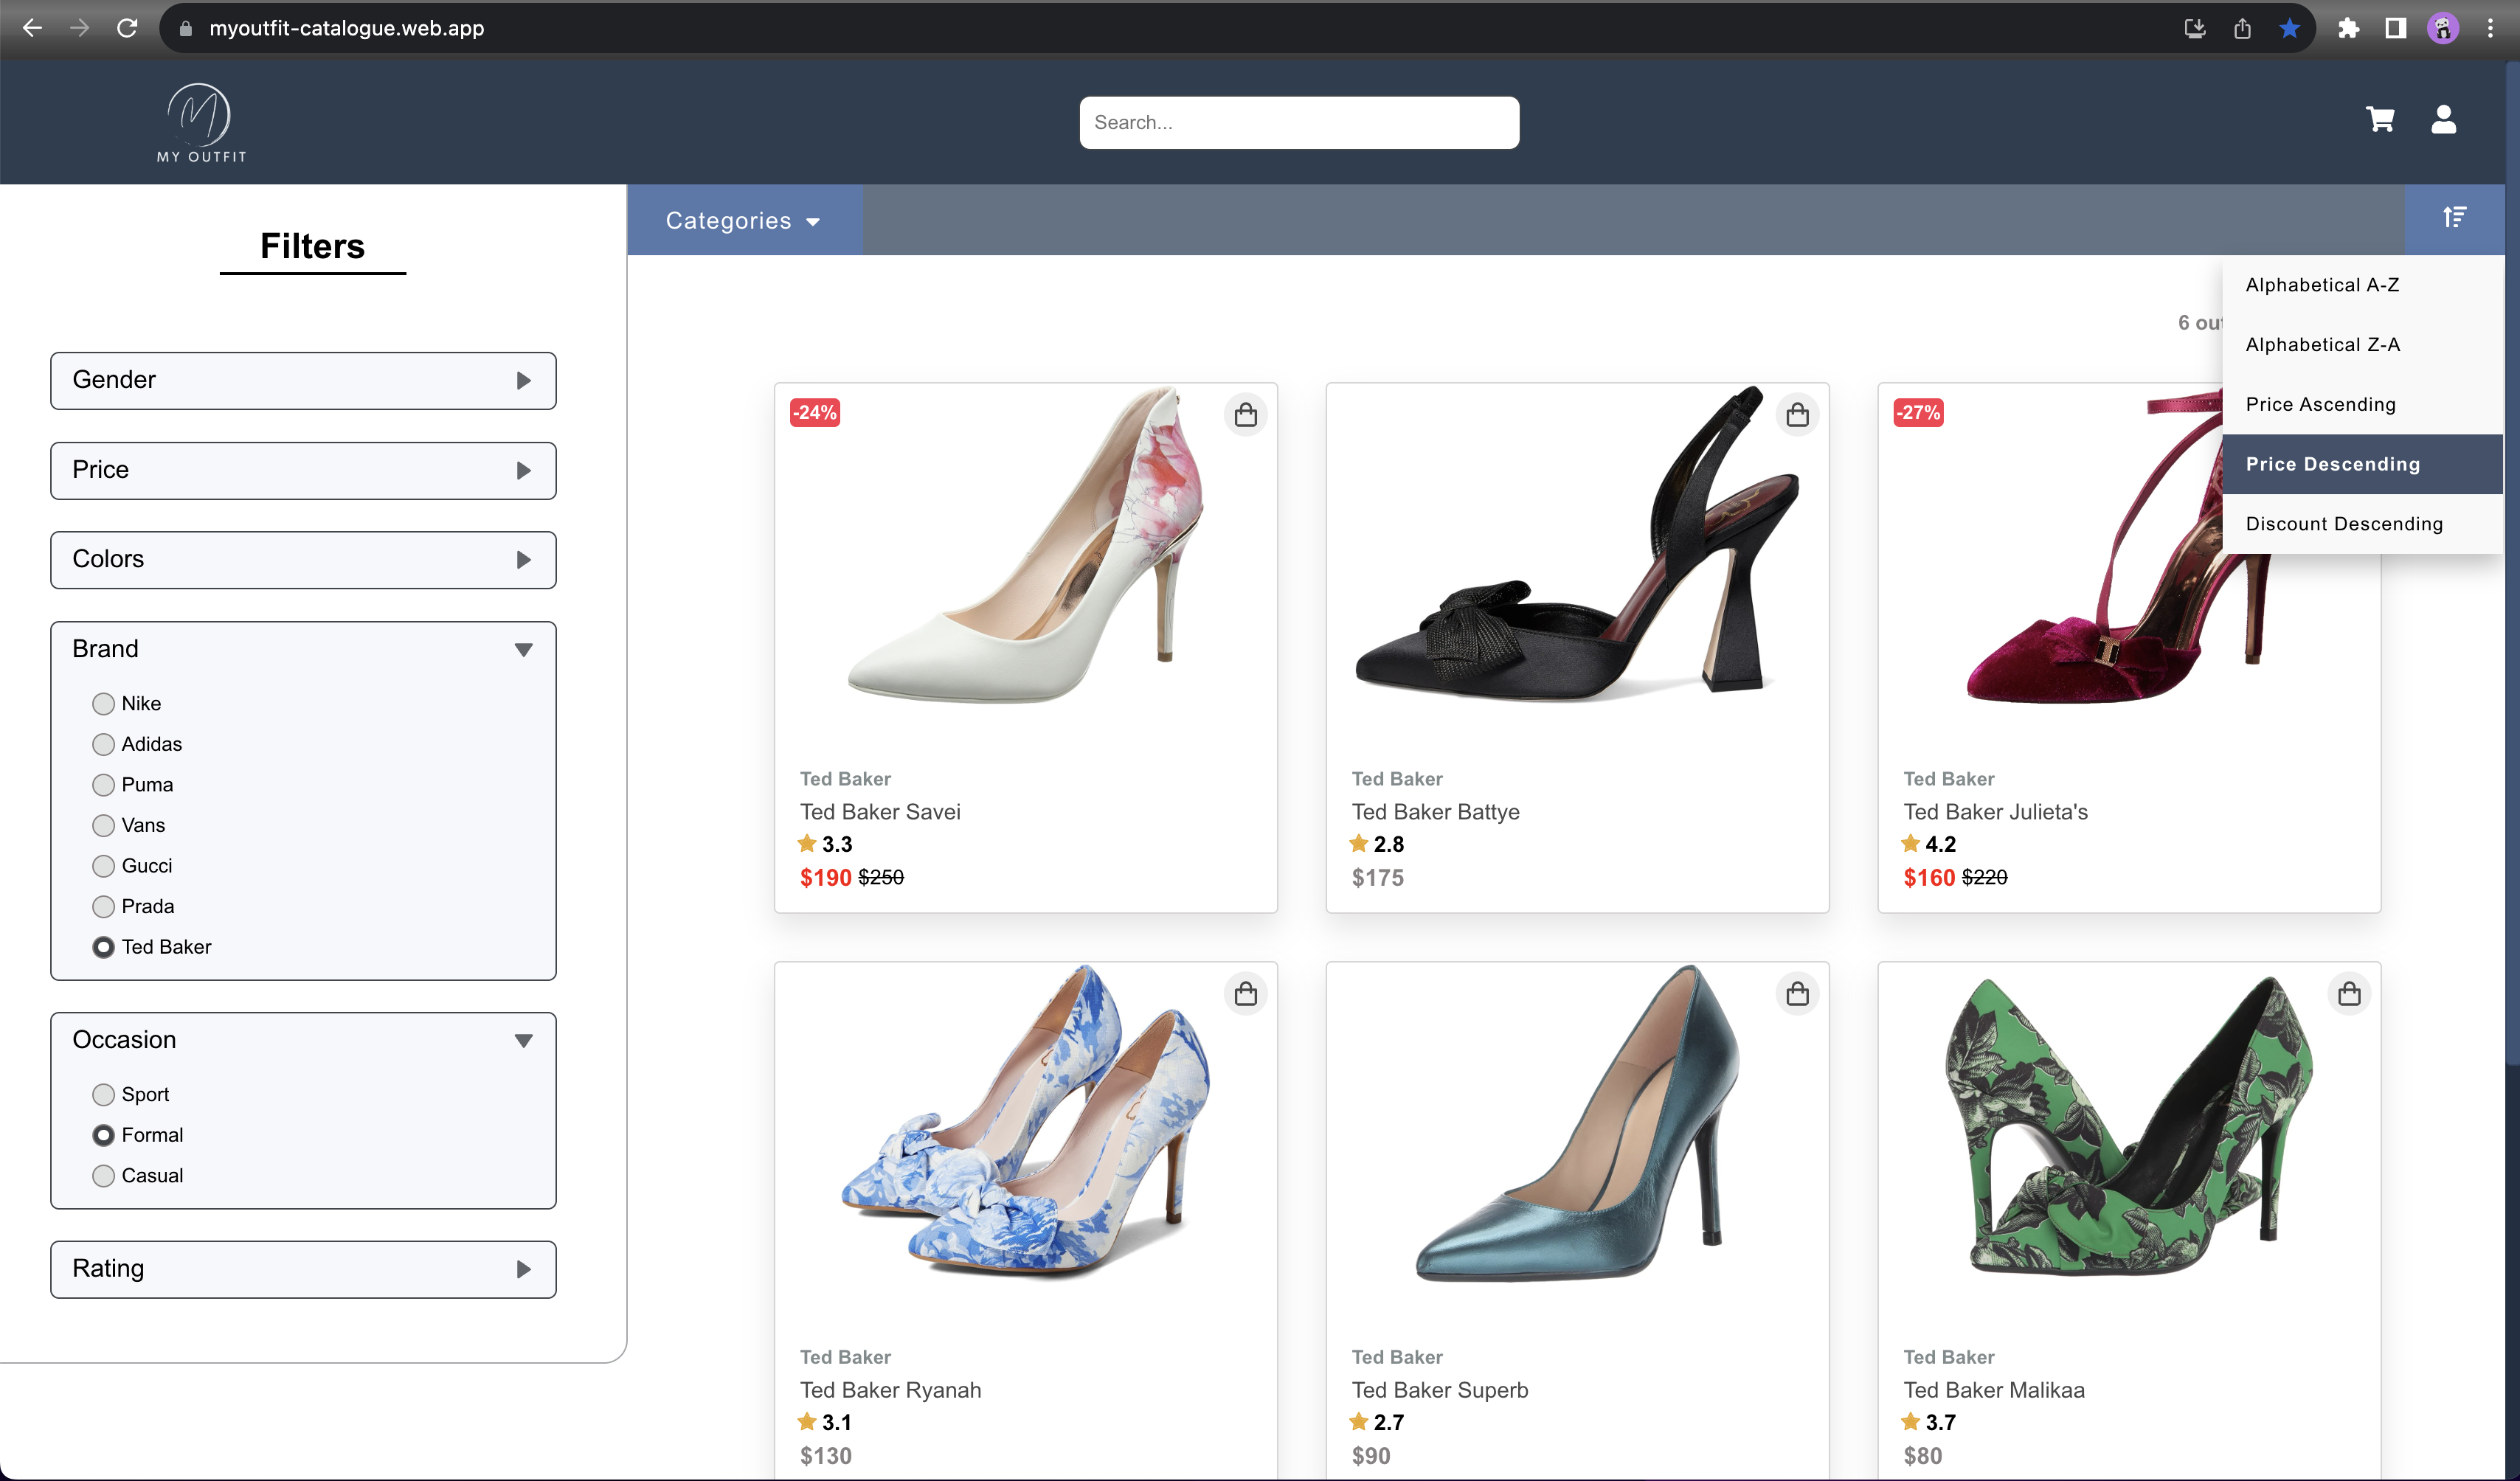 myoutfit-catalogue.web.app
MY OUTFIT
Search...
Categories
Filters
Gender
Price
Colors
Brand
Nike
Adidas
Puma
Vans
Gucci
Prada
Ted Baker
Occasion
Sport
Formal
Casual
Rating
Alphabetical A-Z
Alphabetical Z-A
Price Ascending
Price Descending
Discount Descending
6
-24%
Ted Baker
Ted Baker Savei
3.3
$190 $250
Ted Baker
Ted Baker Battye
2.8
$175
-27%
Ted Baker
Ted Baker Julieta's
4.2
$160 $220
Ted Baker
Ted Baker Ryanah
3.1
$130
Ted Baker
Ted Baker Superb
2.7
$90
Ted Baker
Ted Baker Malikaa
3.7
$80